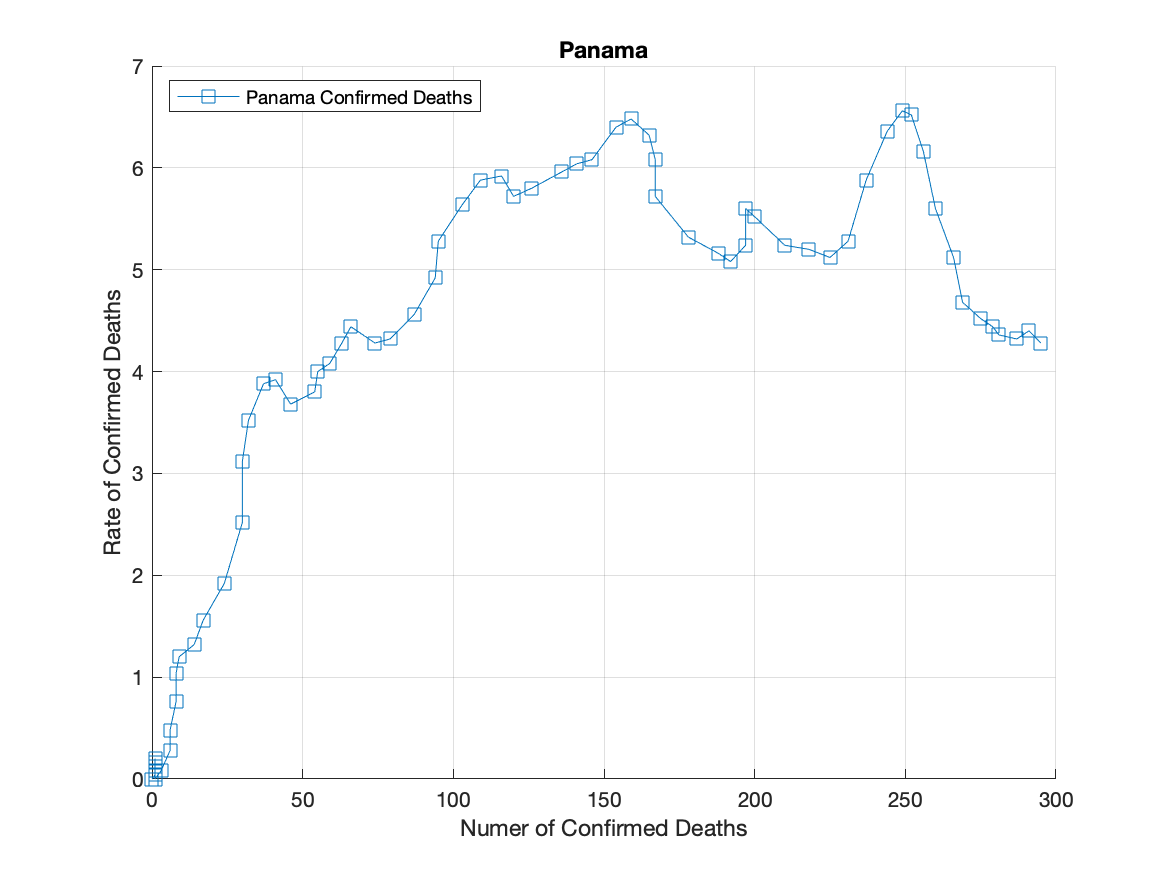 Panama
Panama Confirmed Deaths
7
6
5
4
3
2
1
0
Rate of Confirmed Deaths
0 50 100 150 200 250 300
Numer of Confirmed Deaths